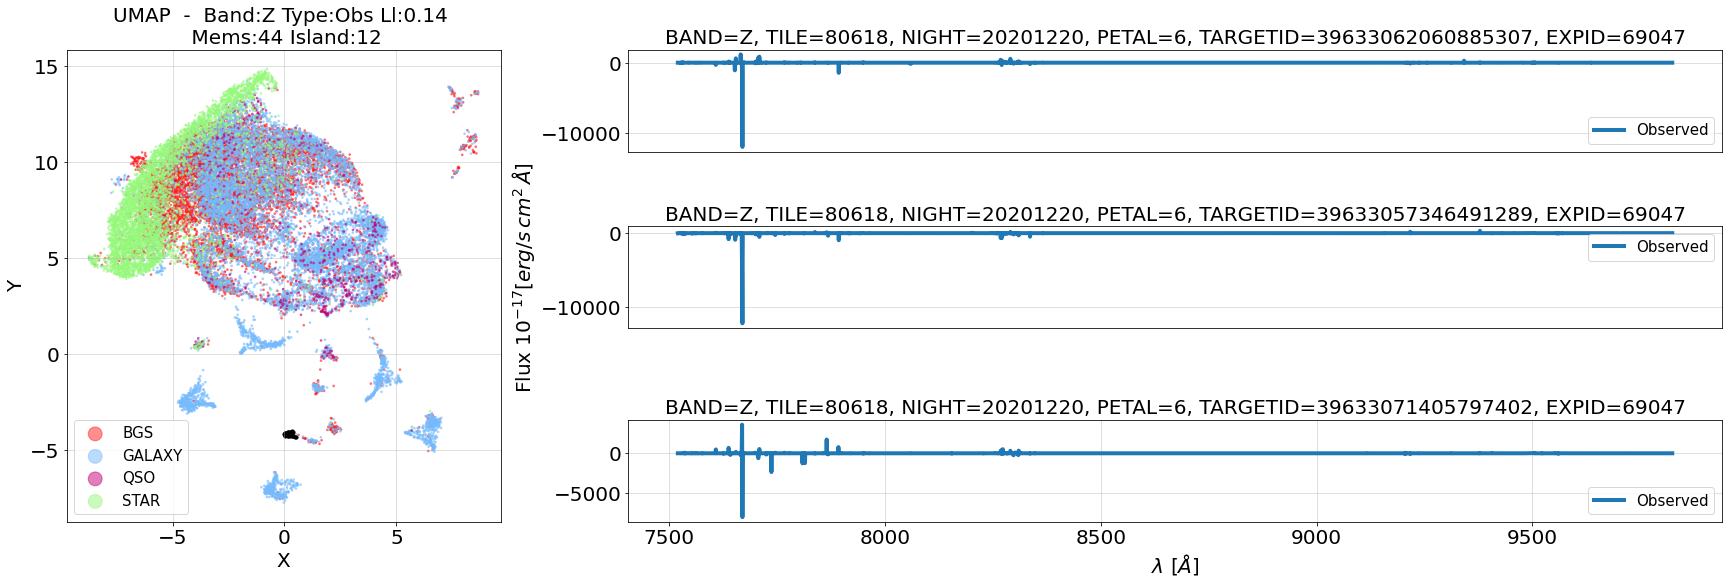 UMAP - Band:Z Type:Obs Ll:0.14
Mems:44 Island:12
15
10
5
0
−5
Y
−5 0 5
X
BGS
GALAXY
QSO
STAR
Flux 10^{-17}[erg/s cm^2 Å]
BAND=Z, TILE=80618, NIGHT=20201220, PETAL=6, TARGETID=39633062060885307, EXPID=69047
0
−10000
Observed
BAND=Z, TILE=80618, NIGHT=20201220, PETAL=6, TARGETID=39633057346491289, EXPID=69047
0
−10000
Observed
BAND=Z, TILE=80618, NIGHT=20201220, PETAL=6, TARGETID=39633071405797402, EXPID=69047
0
−5000
Observed
7500 8000 8500 9000 9500
λ [Å]